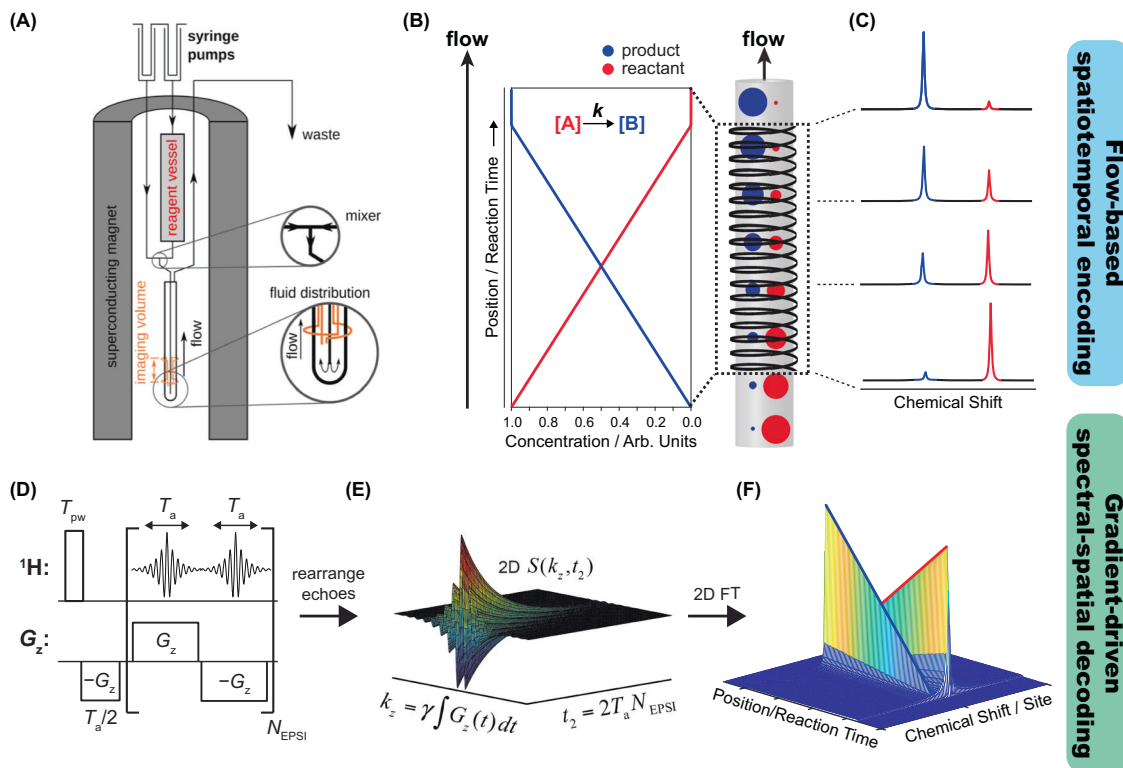 (A)
syringe
pumps
waste
reagent vessel
superconducting magnet
mixer
fluid distribution
imaging volume
flow
flow
(B)
flow
product
reactant
flow
Position / Reaction Time
[A] k [B]
1.0 0.8 0.6 0.4 0.2 0.0
Concentration / Arb. Units
(C)
Chemical Shift
Flow-based
spatiotemporal encoding
(D)
T_pw
T_a T_a
¹H:
G_z:
G_z
−G_z −G_z
T_a/2
N_EPSI
rearrange
echoes
(E)
2D S(k_z,t_2)
k_z = γ∫G_z(t)dt
t_2 = 2T_a N_EPSI
2D FT
(F)
Position/Reaction Time
Chemical Shift / Site
Gradient-driven
spectral-spatial decoding